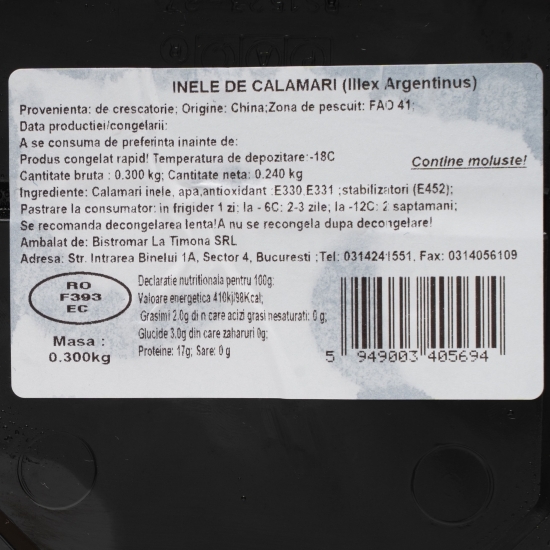 INELE DE CALAMARI (Illex Argentinus)
Provenienta: de crescatorie; Origine: China;Zona de pescuit: FAO 41;
Data productiei/congelarii:
A se consuma de preferinta inainte de:
Produs congelat rapid! Temperatura de depozitare:-18C
Contine moluste!
Cantitate bruta : 0.300 kg; Cantitate neta: 0.240 kg
Ingrediente: Calamari inele, apa,antioxidant :E330,E331 ;stabilizatori (E452);
Pastrare la consumator: in frigider 1 zi: la - 6C: 2-3 zile; la -12C: 2 saptamani;
Se recomanda decongelarea lenta!A nu se recongela dupa decongelare!
Ambalat de: Bistromar La Timona SRL
Adresa: Str. Intrarea Binelui 1A, Sector 4, Bucuresti ;Tel: 0314241551, Fax: 0314056109
RO
F393
EC
Masa :
0.300kg
Declaratie nutritionala pentru 100g:
Valoare energetica 410kj/98Kcal;
Grasimi 2.0g din care acizi grasi nesaturati: 0 g;
Glucide 3.0g din care zaharuri 0g;
Proteine: 17g; Sare: 0 g
5 949003 405694